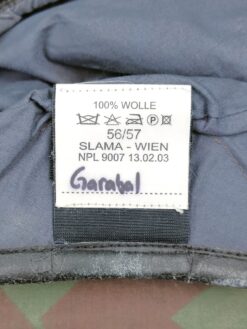 100% WOLLE
56/57
SLAMA - WIEN
NPL 9007 13.02.03
Garabal